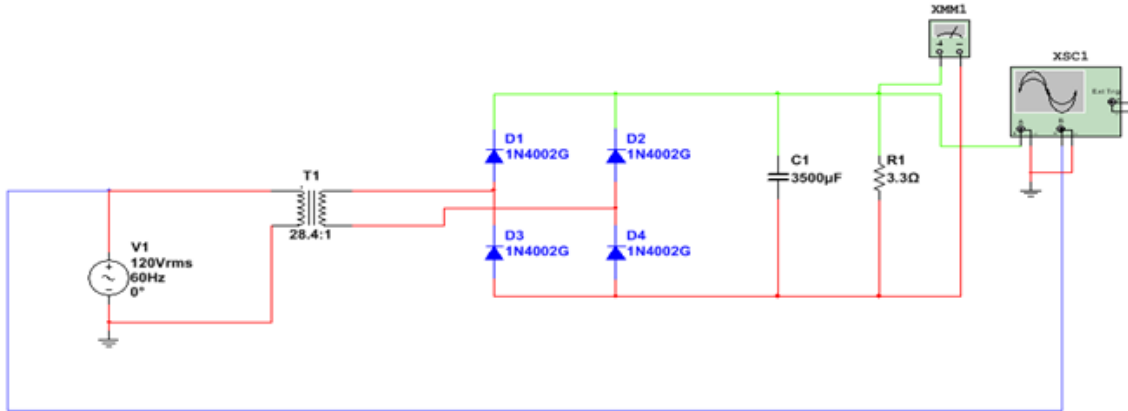 XMM1
XSC1
Ext Trig
A
B
D1
1N4002G
D2
1N4002G
C1
3500µF
R1
3.3Ω
T1
28.4:1
D3
1N4002G
D4
1N4002G
V1
120Vrms
60Hz
0°